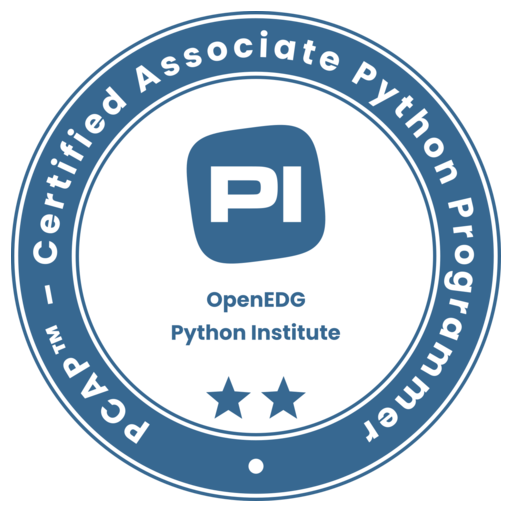 PCAP™ – Certified Associate Python Programmer
PI
OpenEDG
Python Institute